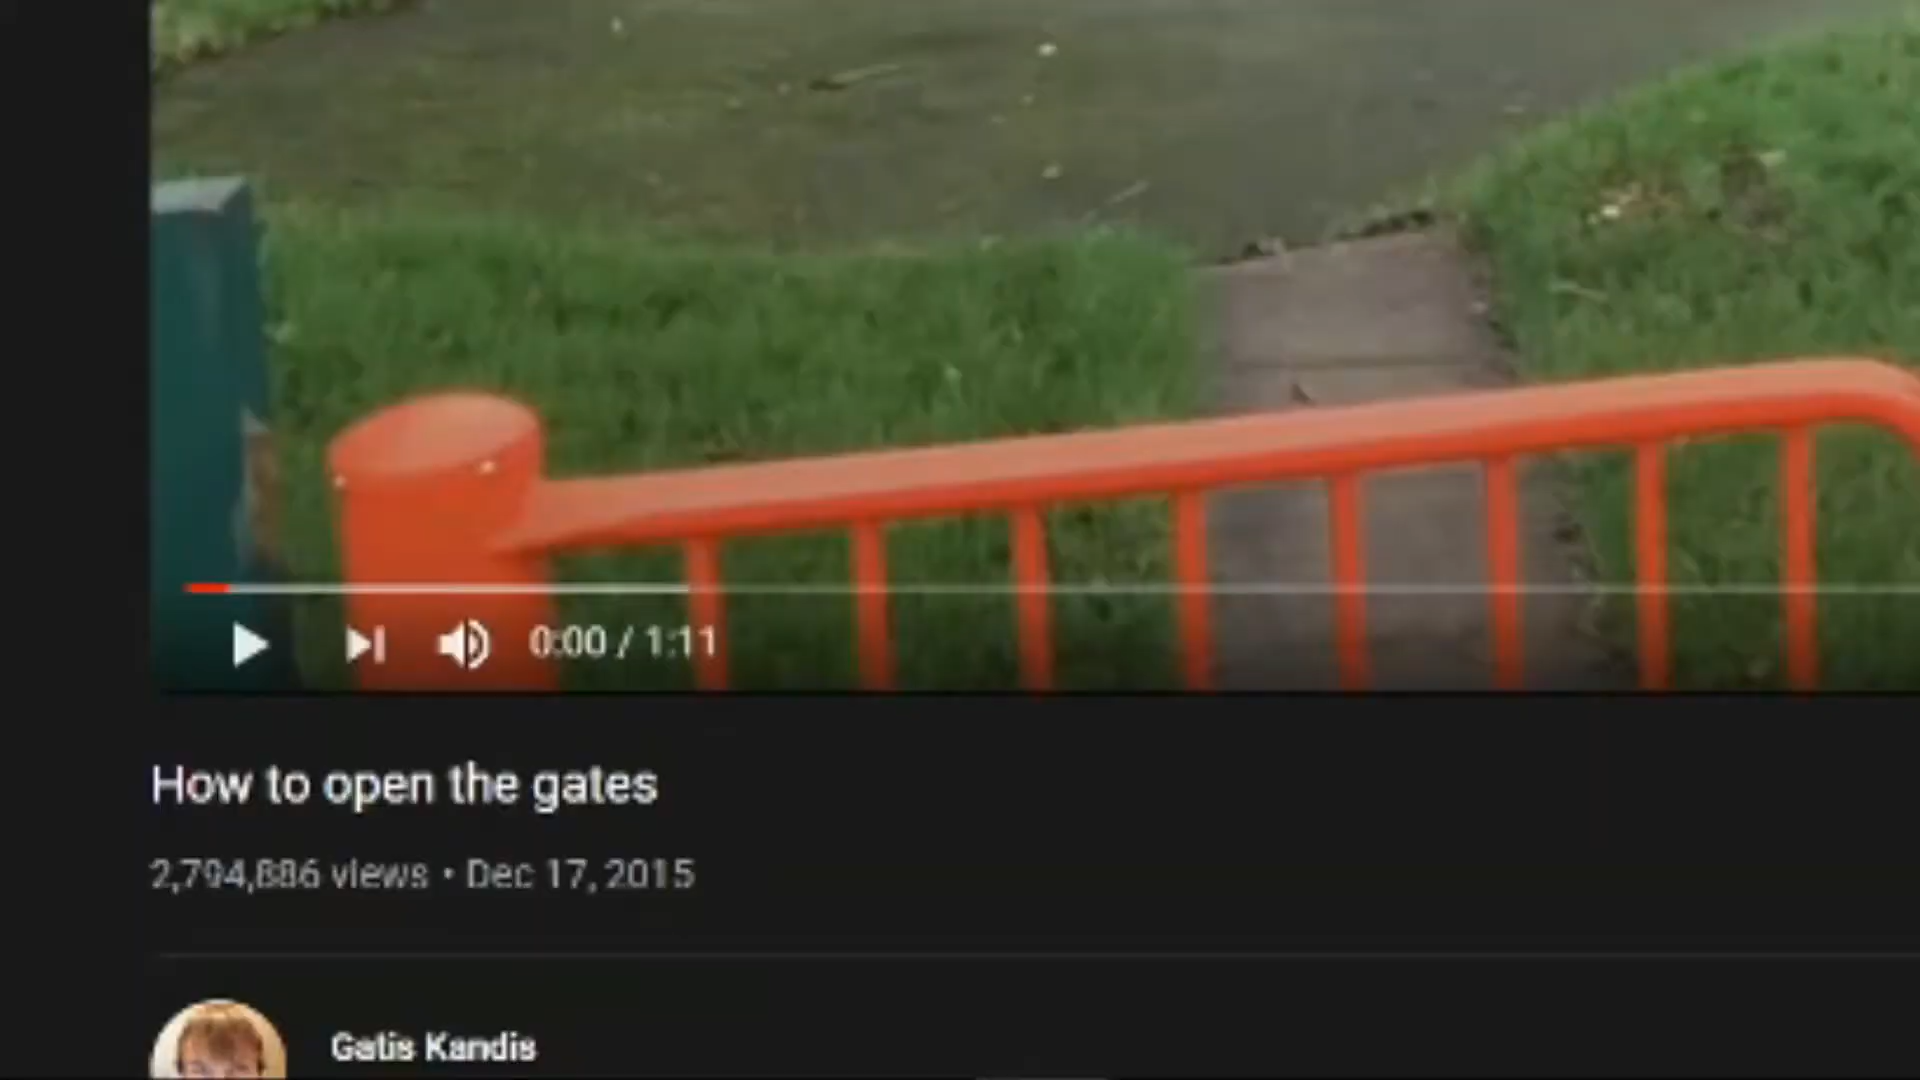 0:00 / 1:11
How to open the gates
2,794,886 views • Dec 17, 2015
Gatis Kandis